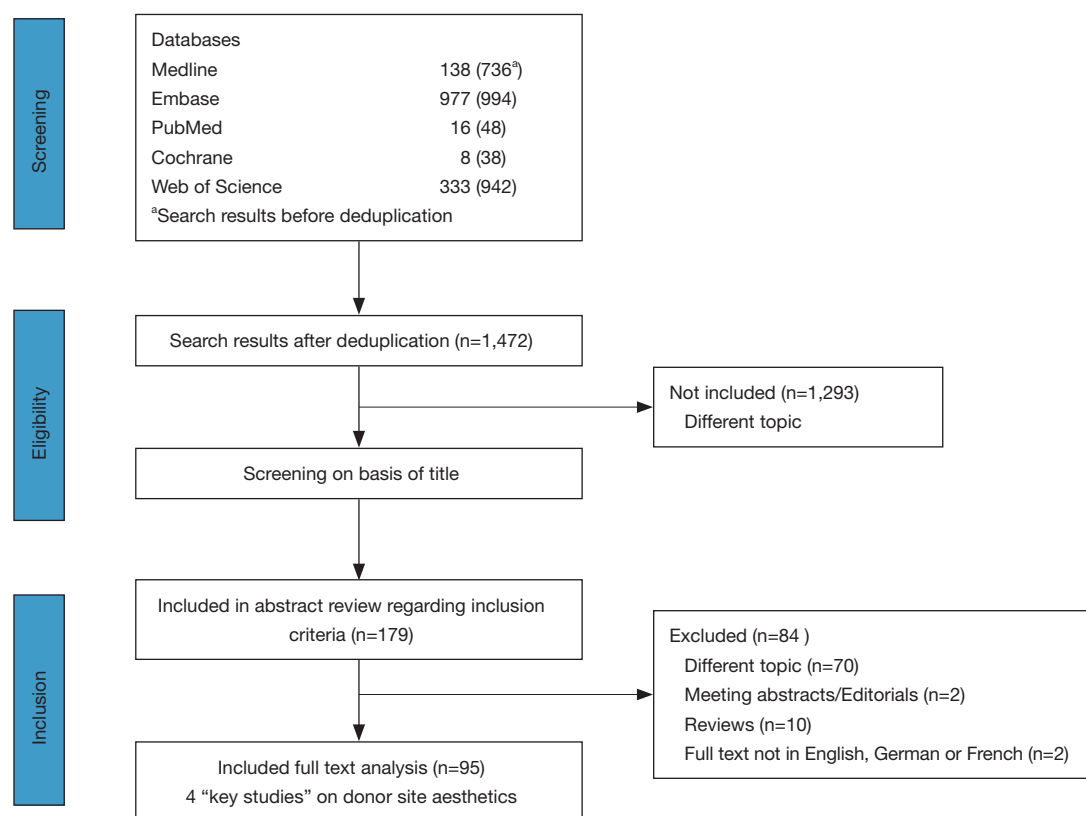 Screening
Databases
Medline 138 (736ᵃ)
Embase 977 (994)
PubMed 16 (48)
Cochrane 8 (38)
Web of Science 333 (942)
ᵃSearch results before deduplication
Eligibility
Search results after deduplication (n=1,472)
Not included (n=1,293)
Different topic
Screening on basis of title
Inclusion
Included in abstract review regarding inclusion
criteria (n=179)
Excluded (n=84 )
Different topic (n=70)
Meeting abstracts/Editorials (n=2)
Reviews (n=10)
Full text not in English, German or French (n=2)
Included full text analysis (n=95)
4 “key studies” on donor site aesthetics